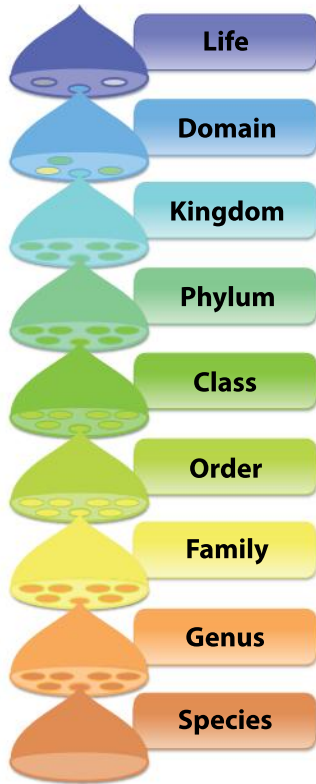 Life
Domain
Kingdom
Phylum
Class
Order
Family
Genus
Species